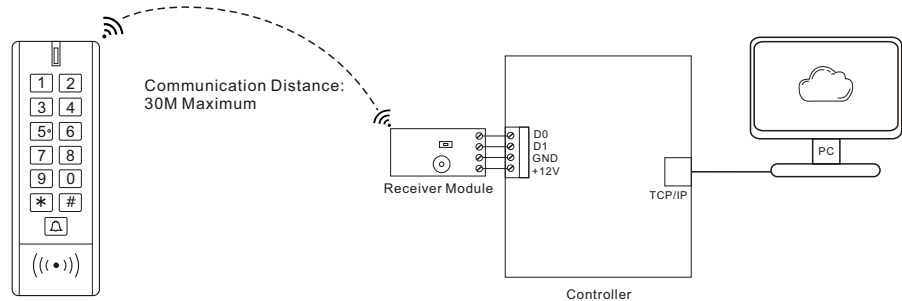 1 2
3 4
5 6
7 8
9 0
* #
Communication Distance:
30M Maximum
Receiver Module
D0
D1
GND
+12V
TCP/IP
Controller
PC